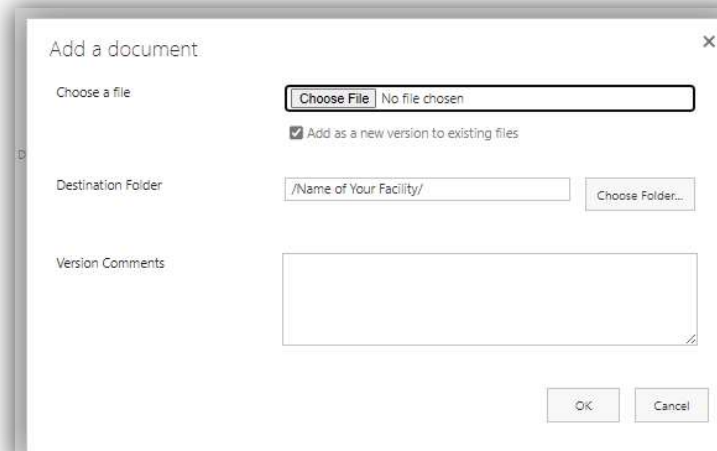 Add a document
Choose a file
Choose File No file chosen
Add as a new version to existing files
D
Destination Folder
/Name of Your Facility/
Choose Folder...
Version Comments
OK Cancel